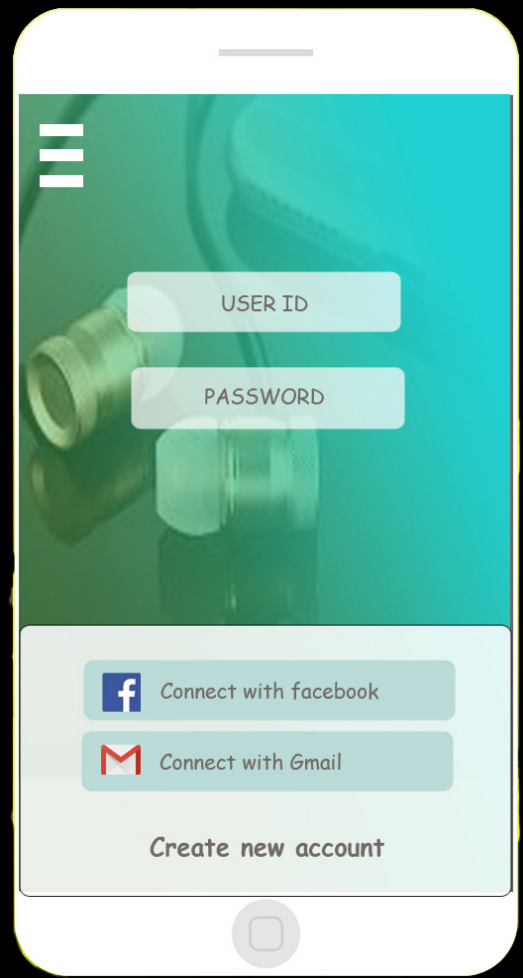 USER ID
PASSWORD
Connect with facebook
Connect with Gmail
Create new account